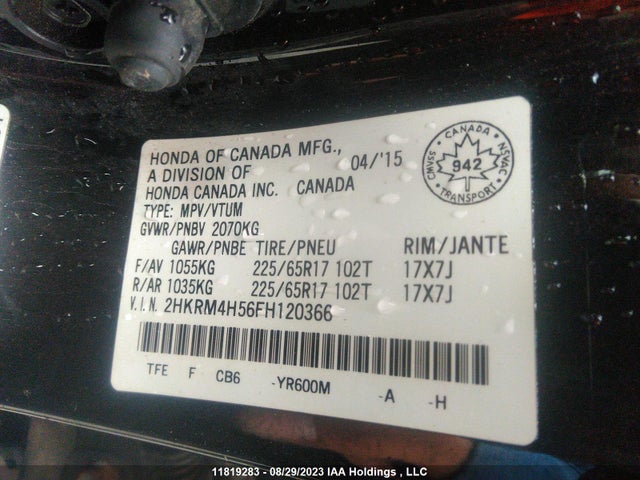 HONDA OF CANADA MFG.,
A DIVISION OF 04/'15
HONDA CANADA INC. CANADA
TYPE: MPV/VTUM
GVWR/PNBV 2070KG
GAWR/PNBE TIRE/PNEU RIM/JANTE
F/AV 1055KG 225/65R17 102T 17X7J
R/AR 1035KG 225/65R17 102T 17X7J
V.I.N. 2HKRM4H56FH120366
TFE F CB6 -YR600M -A -H
CANADA
CMVSS 942 NSVAC
TRANSPORT
11819283 - 08/29/2023 IAA Holdings , LLC